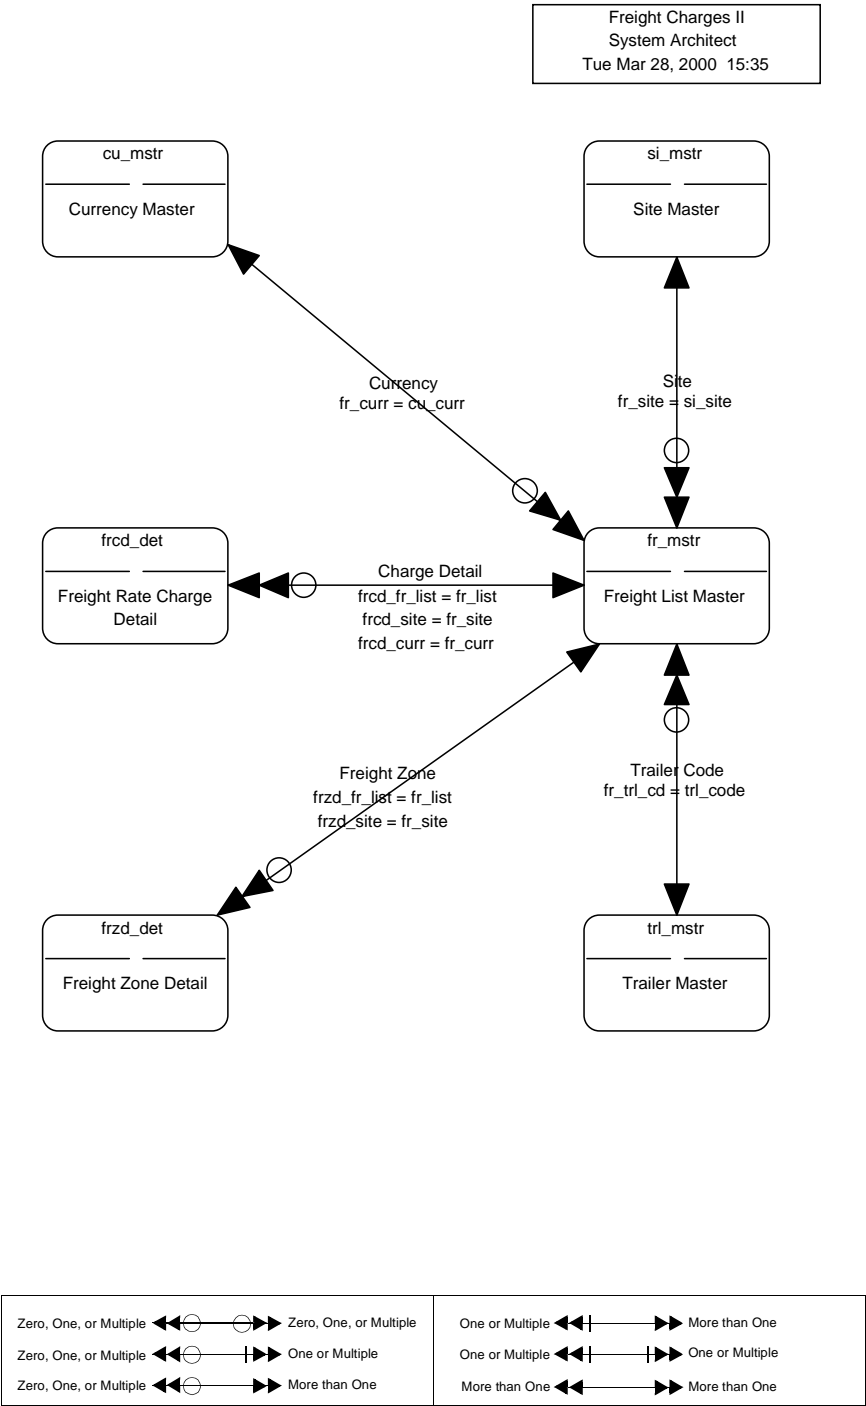 Freight Charges II
System Architect
Tue Mar 28, 2000 15:35
cu_mstr
Currency Master
si_mstr
Site Master
Currency
fr_curr = cu_curr
Site
fr_site = si_site
frcd_det
Freight Rate Charge
Detail
Charge Detail
frcd_fr_list = fr_list
frcd_site = fr_site
frcd_curr = fr_curr
fr_mstr
Freight List Master
Freight Zone
frzd_fr_list = fr_list
frzd_site = fr_site
Trailer Code
fr_trl_cd = trl_code
frzd_det
Freight Zone Detail
trl_mstr
Trailer Master
Zero, One, or Multiple
Zero, One, or Multiple
Zero, One, or Multiple
One or Multiple
Zero, One, or Multiple
More than One
One or Multiple
More than One
One or Multiple
One or Multiple
More than One
More than One